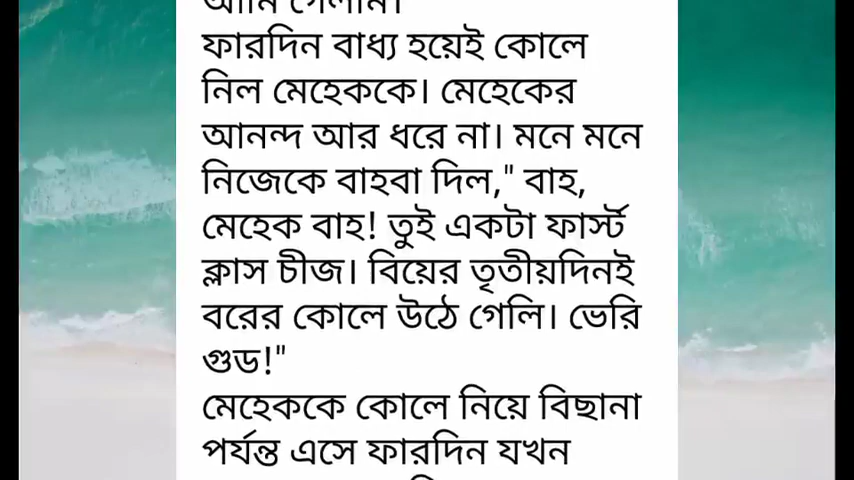 আমি গেলাম।
ফারদিন বাধ্য হয়েই কোলে
নিল মেহেককে। মেহেকের
আনন্দ আর ধরে না। মনে মনে
নিজেকে বাহবা দিল," বাহ,
মেহেক বাহ! তুই একটা ফার্স্ট
ক্লাস চীজ। বিয়ের তৃতীয়দিনই
বরের কোলে উঠে গেলি। ভেরি
গুড!"
মেহেককে কোলে নিয়ে বিছানা
পর্যন্ত এসে ফারদিন যখন